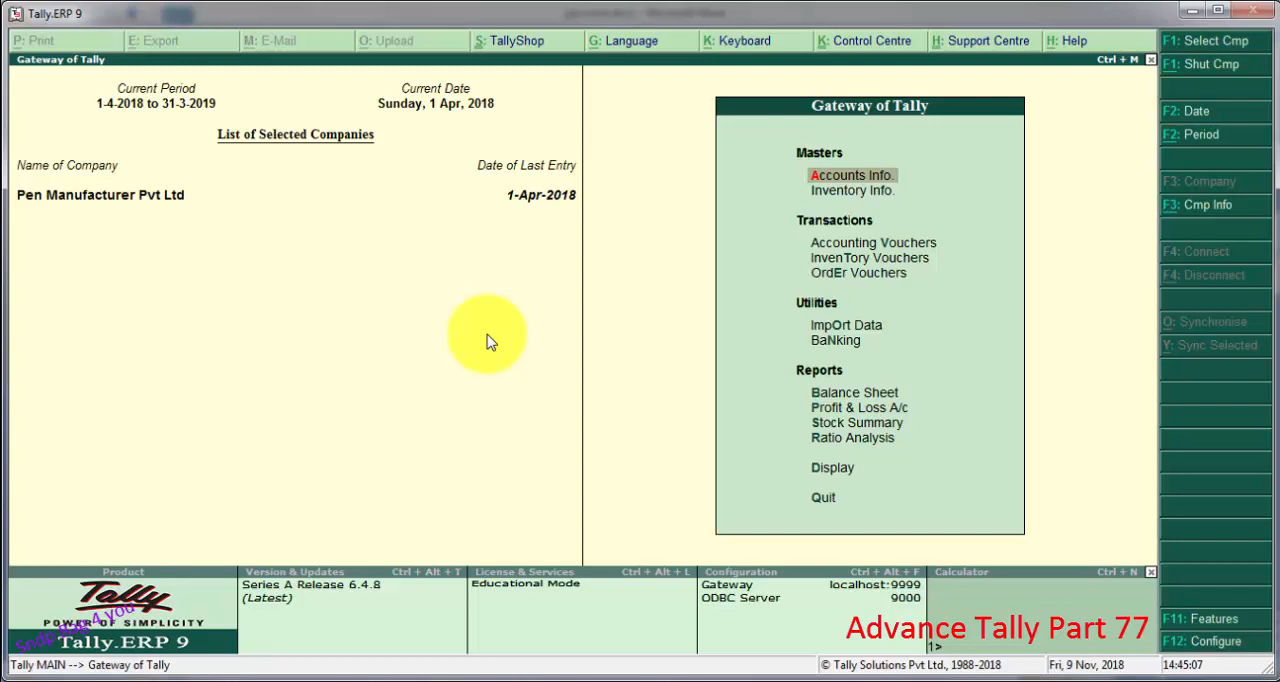 Tally.ERP 9
P: Print
E: Export
M: E-Mail
O: Upload
S: TallyShop
G: Language
K: Keyboard
K: Control Centre
H: Support Centre
H: Help
Gateway of Tally
Ctrl + M
Current Period
1-4-2018 to 31-3-2019
Current Date
Sunday, 1 Apr, 2018
List of Selected Companies
Name of Company
Date of Last Entry
Pen Manufacturer Pvt Ltd
1-Apr-2018
Gateway of Tally
Masters
Accounts Info.
Inventory Info.
Transactions
Accounting Vouchers
InvenTory Vouchers
OrdEr Vouchers
Utilities
ImpOrt Data
BaNking
Reports
Balance Sheet
Profit & Loss A/c
Stock Summary
Ratio Analysis
Display
Quit
F1: Select Cmp
F1: Shut Cmp
F2: Date
F2: Period
F3: Company
F3: Cmp Info
F4: Connect
F4: Disconnect
O: Synchronise
Y: Sync Selected
F11: Features
F12: Configure
Product
Tally
POWER OF SIMPLICITY
Tally.ERP 9
Version & Updates
Ctrl + Alt + T
Series A Release 6.4.8
(Latest)
License & Services
Ctrl + Alt + L
Educational Mode
Configuration
Ctrl + Alt + F
Gateway
localhost:9999
ODBC Server
9000
Calculator
Ctrl + N
1>
Advance Tally Part 77
Tally MAIN --> Gateway of Tally
© Tally Solutions Pvt Ltd., 1988-2018
Fri, 9 Nov, 2018
14:45:07